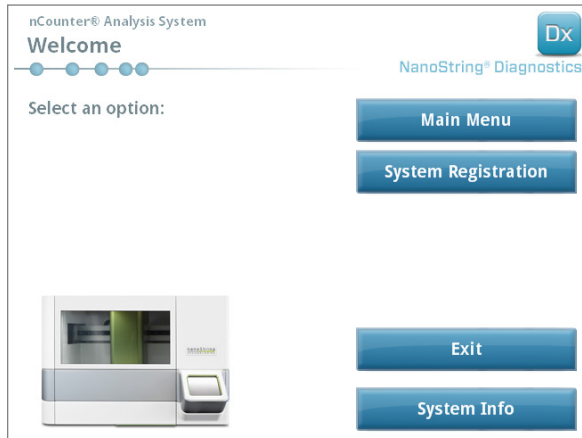 nCounter® Analysis System
Welcome
Dx
NanoString® Diagnostics
Select an option:
Main Menu
System Registration
Exit
System Info